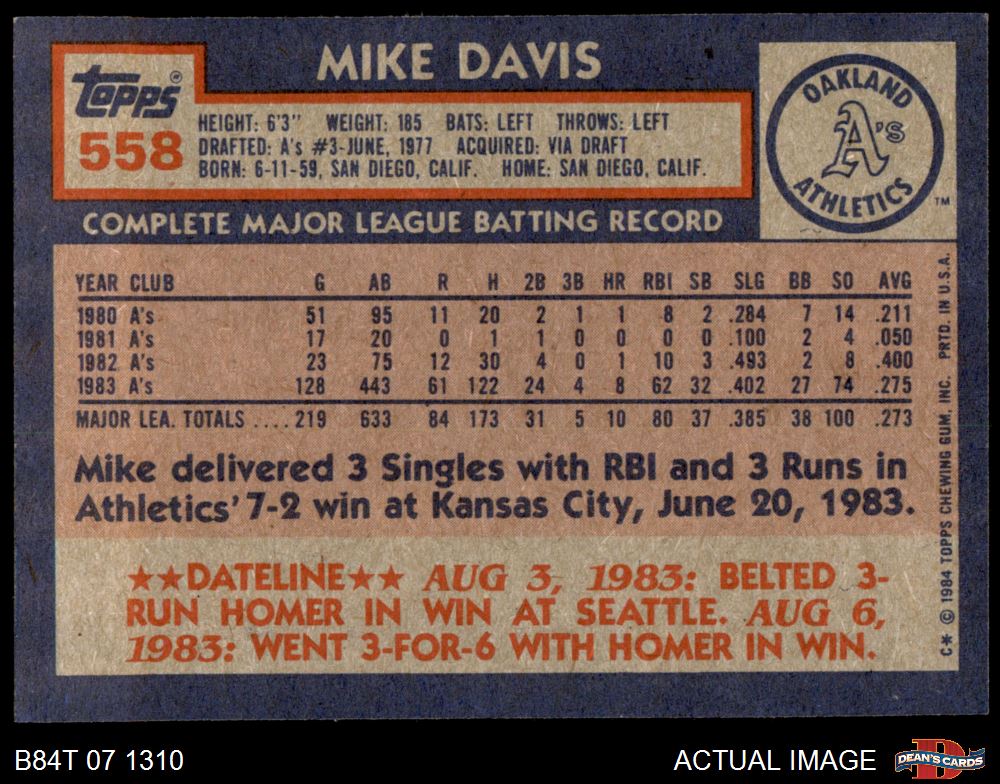 topps®
558
MIKE DAVIS
HEIGHT: 6'3" WEIGHT: 185 BATS: LEFT THROWS: LEFT
DRAFTED: A's #3-JUNE, 1977 ACQUIRED: VIA DRAFT
BORN: 6-11-59, SAN DIEGO, CALIF. HOME: SAN DIEGO, CALIF.
OAKLAND
A's
ATHLETICS
TM
COMPLETE MAJOR LEAGUE BATTING RECORD
YEAR CLUB G AB R H 2B 3B HR RBI SB SLG BB SO AVG
1980 A's 51 95 11 20 2 1 1 8 2 .284 7 14 .211
1981 A's 17 20 0 1 1 0 0 0 0 .100 2 4 .050
1982 A's 23 75 12 30 4 0 1 10 3 .493 2 8 .400
1983 A's 128 443 61 122 24 4 8 62 32 .402 27 74 .275
MAJOR LEA. TOTALS ....219 633 84 173 31 5 10 80 37 .385 38 100 .273
Mike delivered 3 Singles with RBI and 3 Runs in
Athletics' 7-2 win at Kansas City, June 20, 1983.
★★DATELINE★★ AUG 3, 1983: BELTED 3-
RUN HOMER IN WIN AT SEATTLE. AUG 6,
1983: WENT 3-FOR-6 WITH HOMER IN WIN.
C* © 1984 TOPPS CHEWING GUM, INC. PRTD. IN U.S.A.
B84T 07 1310
ACTUAL IMAGE
D
DEAN'S CARDS